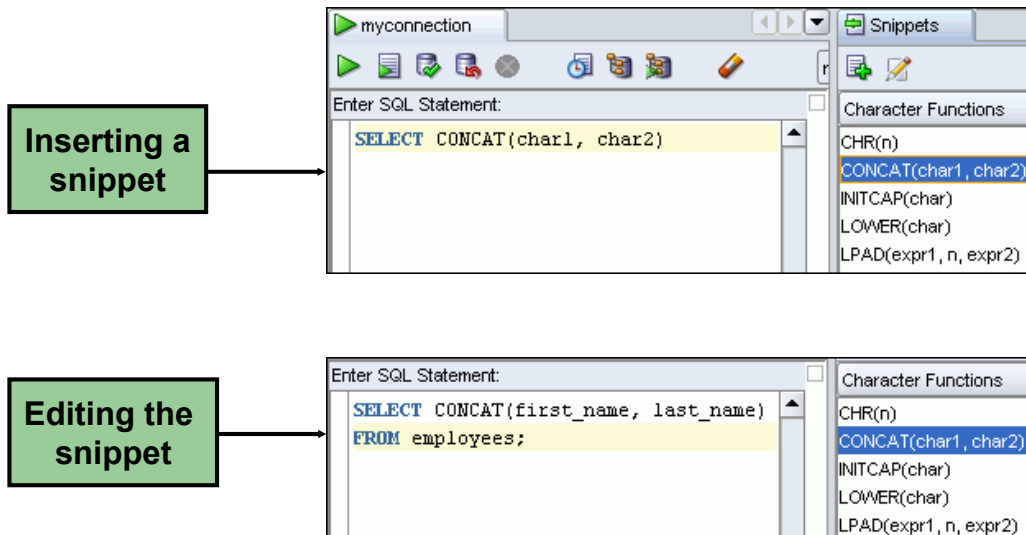 myconnection
Snippets
Enter SQL Statement:
Character Functions
SELECT CONCAT(char1, char2)
CHR(n)
CONCAT(char1, char2)
INITCAP(char)
LOWER(char)
LPAD(expr1, n, expr2)
Inserting a
snippet
Enter SQL Statement:
Character Functions
SELECT CONCAT(first_name, last_name)
FROM employees;
CHR(n)
CONCAT(char1, char2)
INITCAP(char)
LOWER(char)
LPAD(expr1, n, expr2)
Editing the
snippet